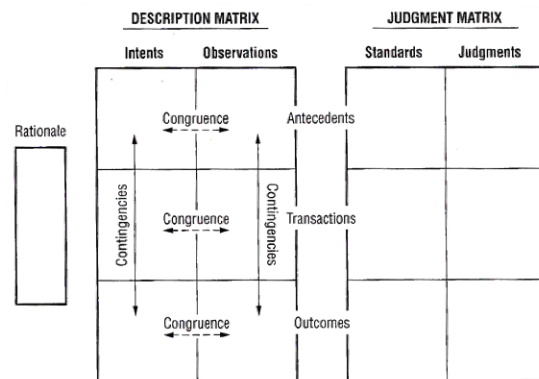 DESCRIPTION MATRIX
JUDGMENT MATRIX
Intents
Observations
Standards
Judgments
Rationale
Congruence
Antecedents
Contingencies
Contingencies
Congruence
Transactions
Congruence
Outcomes